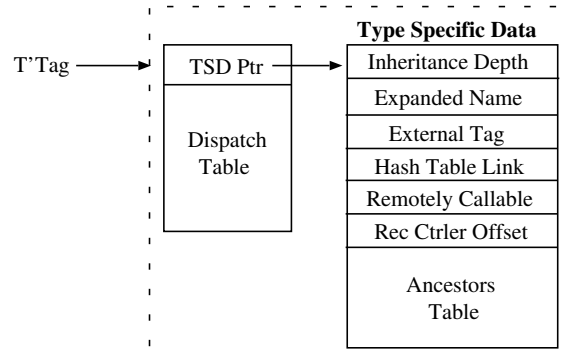 Type Specific Data
T'Tag
TSD Ptr
Dispatch
Table
Inheritance Depth
Expanded Name
External Tag
Hash Table Link
Remotely Callable
Rec Ctrler Offset
Ancestors
Table